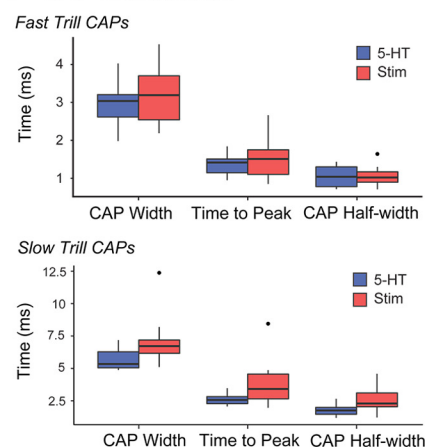 Fast Trill CAPs
5-HT
Stim
Time (ms)
4
3
2
1
CAP Width Time to Peak CAP Half-width
Slow Trill CAPs
5-HT
Stim
Time (ms)
12.5
10
7.5
5
2.5
CAP Width Time to Peak CAP Half-width